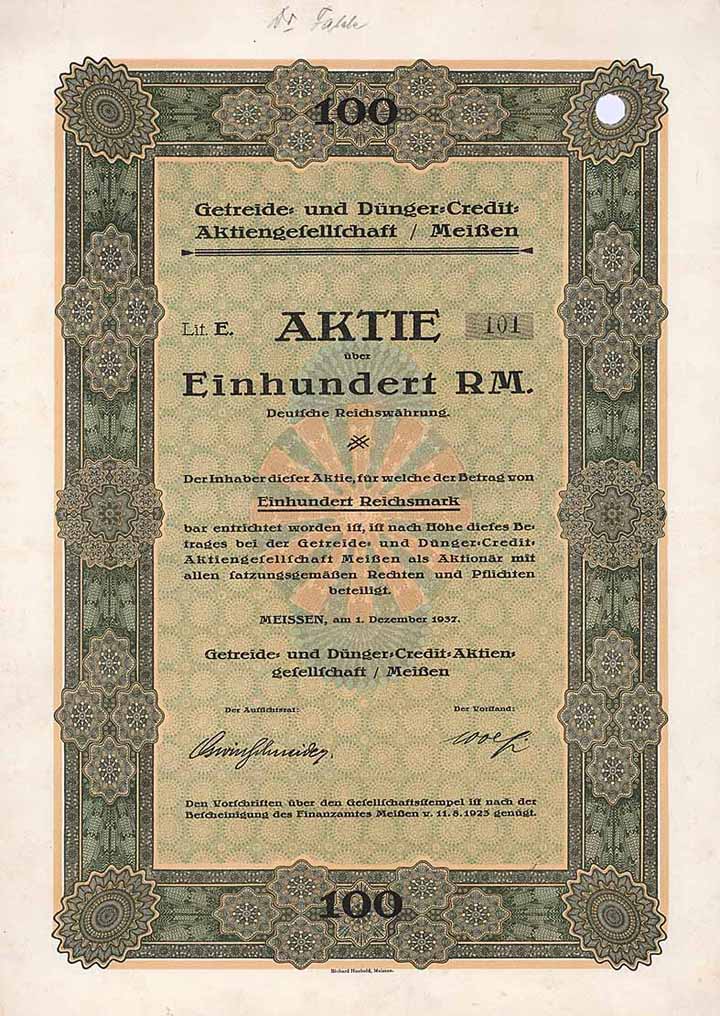 Dr
100
Getreide= und Dünger=Credit=
Aktiengeſellſchaft / Meißen
Lit. E. AKTIE 101
über
Einhundert RM.
Deutſche Reichswährung.
Der Inhaber dieſer Aktie, für welche der Betrag von
Einhundert Reichsmark
bar entrichtet worden iſt, iſt nach Höhe dieſes Be=
trages bei der Getreide= und Dünger=Credit=
Aktiengeſellſchaft Meißen als Aktionär mit
allen ſatzungsgemäßen Rechten und Pflichten
beteiligt.
MEISSEN, am 1. Dezember 1937.
Getreide= und Dünger=Credit=Aktien=
geſellſchaft / Meißen
Der Aufſichtsrat: Der Vorſtand:
Den Vorſchriften über den Geſellſchaftsſtempel iſt nach der
Beſcheinigung des Finanzamtes Meißen v. 11. 8. 1923 genügt.
100
Richard Meißen.